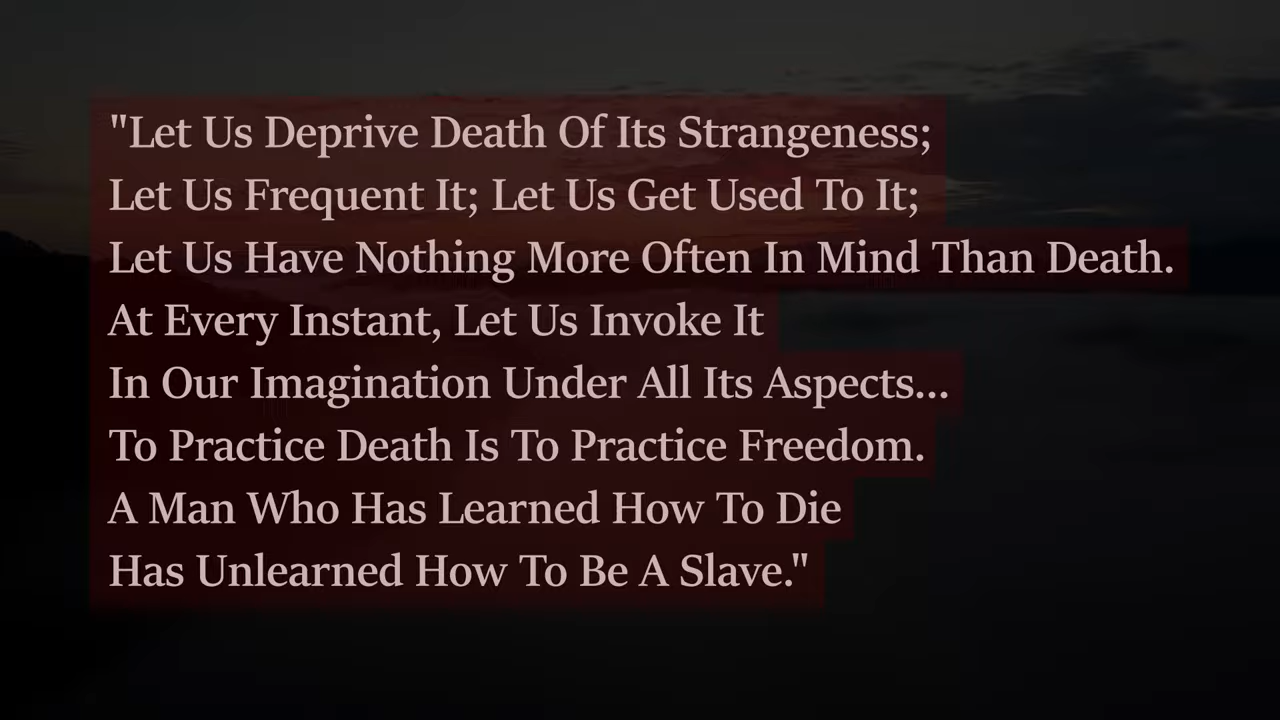 "Let Us Deprive Death Of Its Strangeness;
Let Us Frequent It; Let Us Get Used To It;
Let Us Have Nothing More Often In Mind Than Death.
At Every Instant, Let Us Invoke It
In Our Imagination Under All Its Aspects...
To Practice Death Is To Practice Freedom.
A Man Who Has Learned How To Die
Has Unlearned How To Be A Slave."